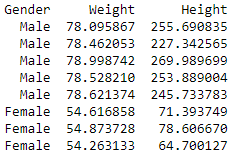 Gender Weight Height
Male 78.095867 255.690835
Male 78.462053 227.342565
Male 78.998742 269.989699
Male 78.528210 253.889004
Male 78.621374 245.733783
Female 54.616858 71.393749
Female 54.873728 78.606670
Female 54.263133 64.700127